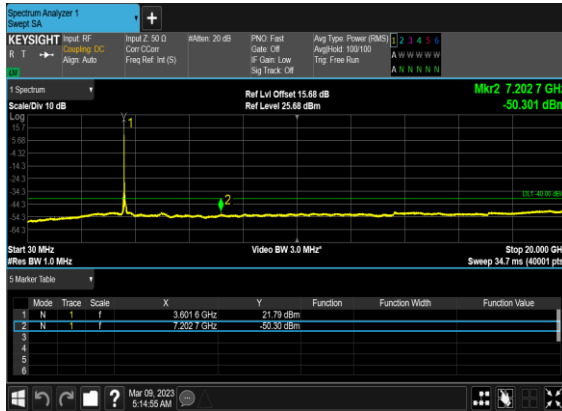 Spectrum Analyzer 1
Swept SA
+
KEYSIGHT Input: RF Input Z: 50 Ω #Atten: 20 dB PNO: Fast Avg Type: Power (RMS) 1 2 3 4 5 6
R T Coupling: DC Corr CCorr Gate: Off Avg|Hold: 100/100 A W W W W W
Align: Auto Freq Ref: Int (S) IF Gain: Low Trig: Free Run
Sig Track: Off A N N N N N
1 Spectrum Ref Lvl Offset 15.68 dB Mkr2 7.202 7 GHz
Scale/Div 10 dB Ref Level 25.68 dBm -50.301 dBm
Log
15.7
1
5.68
-4.32
-14.3
-24.3
-34.3
DL1 -40.00 dBm
-44.3
2
-54.3
-64.3
Start 30 MHz Video BW 3.0 MHz* Stop 20.000 GHz
#Res BW 1.0 MHz Sweep 34.7 ms (40001 pts)
5 Marker Table
Mode Trace Scale X Y Function Function Width Function Value
1 N 1 f 3.601 6 GHz 21.79 dBm
2 N 1 f 7.202 7 GHz -50.30 dBm
3
4
5
6
? Mar 09, 2023
5:14:55 AM